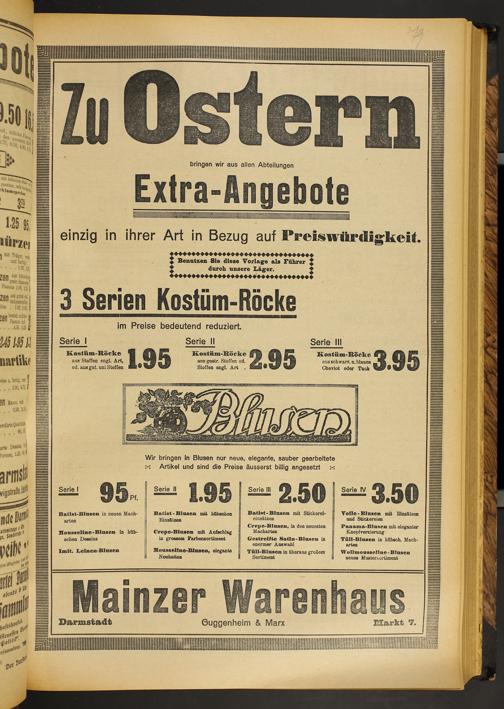 Zu Ostern
bringen wir aus allen Abteilungen
Extra-Angebote
einzig in ihrer Art in Bezug auf Preiswürdigkeit.
Benutzen Sie diese Vorlage als Führer
durch unsere Läger.
3 Serien Kostüm-Röcke
im Preise bedeutend reduziert.
Serie I
Kostüm-Röcke
aus Stoffen engl. Art,
od. aus gut. uni Stoffen
1.95
Serie II
Kostüm-Röcke
aus gestr. Stoffen od.
Stoffen engl. Art
2.95
Serie III
Kostüm-Röcke
aus schwarz. u. blauen
Cheviot oder Tuch
3.95
Blusen
Wir bringen in Blusen nur neue, elegante, sauber gearbeitete
Artikel und sind die Preise äusserst billig angesetzt
Serie I 95 Pf.
Batist-Blusen in neuen Mach-
arten
Mousseline-Blusen in hüb-
schen Dessins
Imit. Leinen-Blusen
Serie II 1.95
Batist-Blusen mit hübschen
Einsätzen
Crepe-Blusen mit Aufschlag
in grossem Farbensortiment
Mousseline-Blusen, elegante
Neuheiten
Serie III 2.50
Batist-Blusen mit Stickerei-
einsätzen
Crepe-Blusen, in den neuesten
Macharten
Gestreifte Satin-Blusen in
enormer Auswahl
Tüll-Blusen in überaus großem
Sortiment
Serie IV 3.50
Voile-Blusen mit Einsätzen
und Stickereien
Panama-Blusen mit eleganter
Knopfverzierung
Tüll-Blusen in hübsch. Mach-
arten
Wollmousseline-Blusen
neues Mustersortiment
Mainzer Warenhaus
Darmstadt Guggenheim & Marx Markt 7.